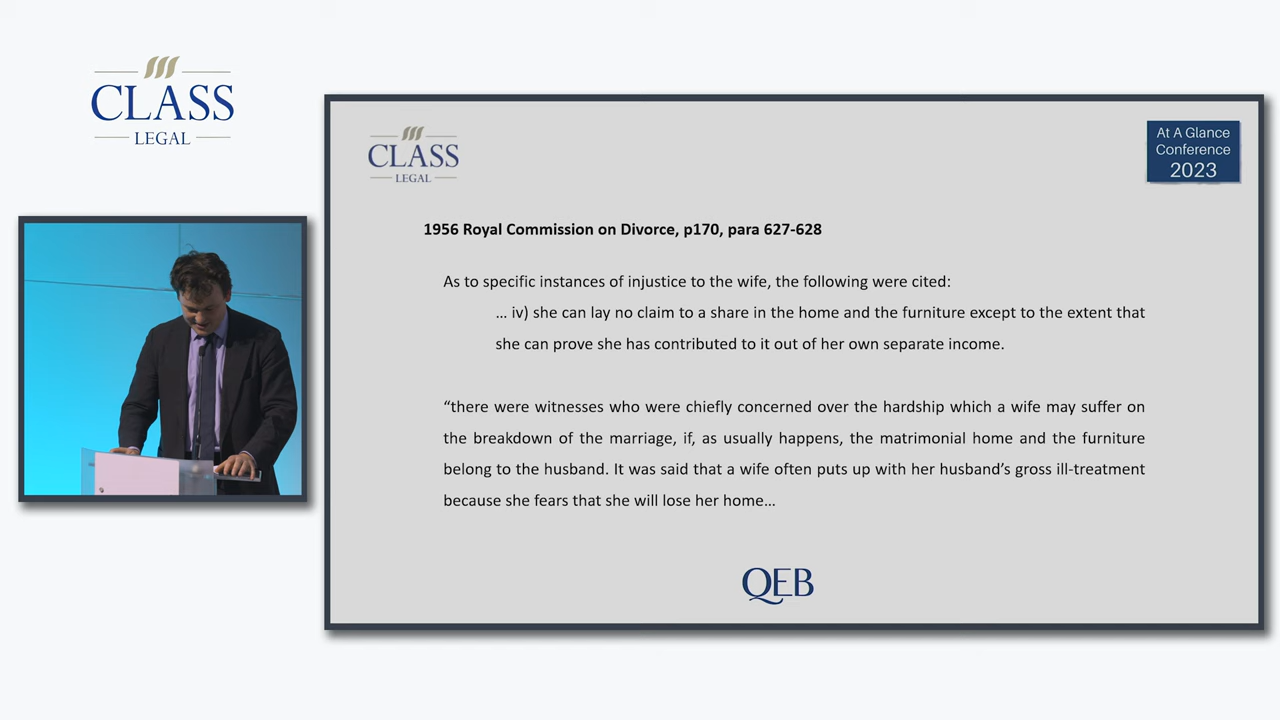 CLASS
LEGAL
CLASS
LEGAL
At A Glance
Conference
2023
1956 Royal Commission on Divorce, p170, para 627-628
As to specific instances of injustice to the wife, the following were cited:
… iv) she can lay no claim to a share in the home and the furniture except to the extent that
she can prove she has contributed to it out of her own separate income.
“there were witnesses who were chiefly concerned over the hardship which a wife may suffer on
the breakdown of the marriage, if, as usually happens, the matrimonial home and the furniture
belong to the husband. It was said that a wife often puts up with her husband’s gross ill-treatment
because she fears that she will lose her home…
QEB